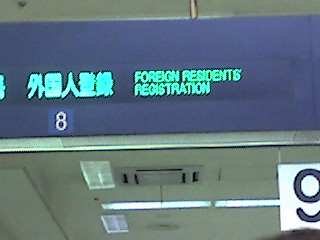 外国人登録
FOREIGN RESIDENTS'
REGISTRATION
8
9